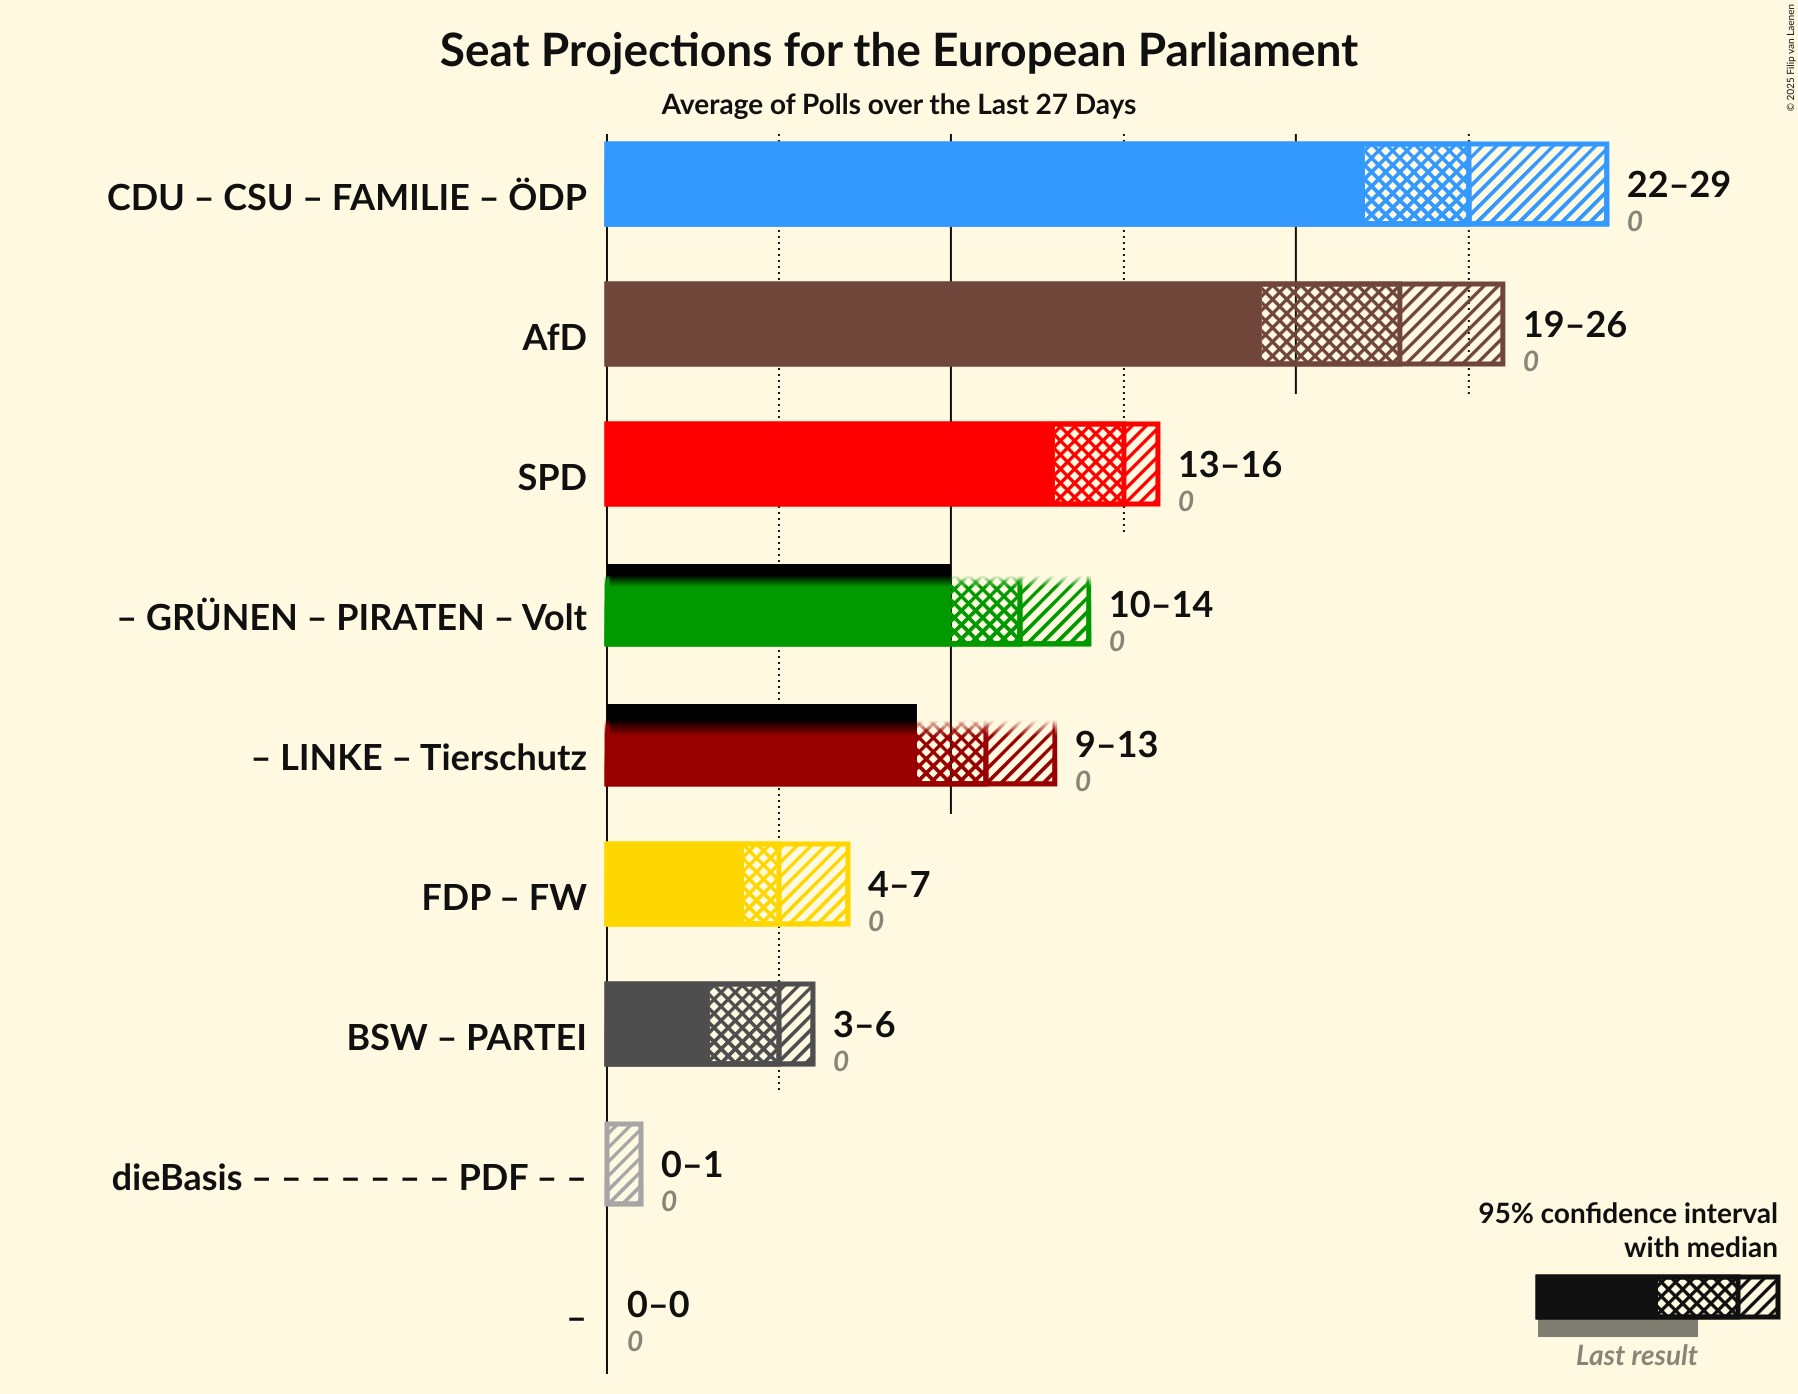 Seat Projections for the European Parliament
Average of Polls over the Last 27 Days
© 2025 Filip van Laenen
CDU – CSU – FAMILIE – ÖDP
22–29
0
AfD
19–26
0
SPD
13–16
0
– GRÜNEN – PIRATEN – Volt
10–14
0
– LINKE – Tierschutz
9–13
0
FDP – FW
4–7
0
BSW – PARTEI
3–6
0
dieBasis – – – – – – – PDF – –
0–1
0
–
0–0
0
95% confidence interval
with median
Last result